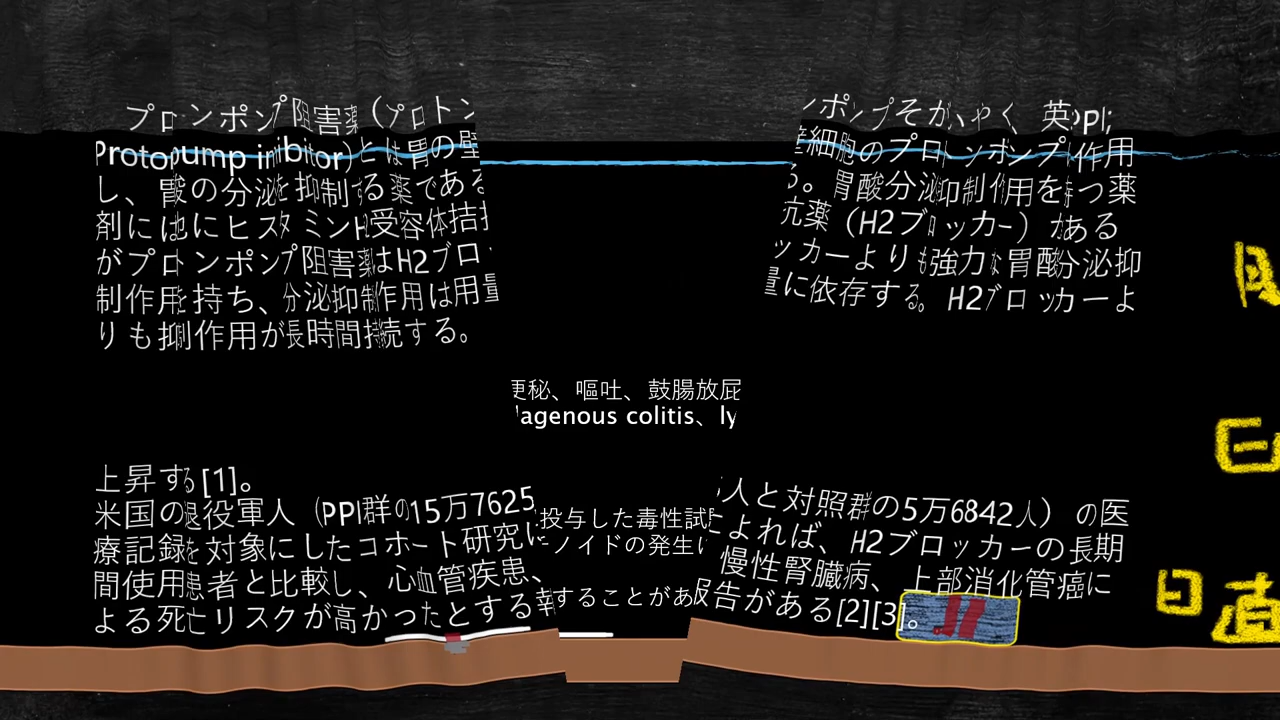 プロトンポンプ阻害薬(プロトンポンプそがいやく 英)PPI;
Proton pump inhibitor)とは胃の壁細胞のプロトンポンプに作用
し、胃酸の分泌を抑制する薬である。胃酸分泌抑制作用を持つ薬
剤には他にヒスタミンH2受容体拮抗薬(H2ブロッカー)がある
がプロトンポンプ阻害薬はH2ブロッカーよりも強力な胃酸分泌抑
制作用を持ち、分泌抑制作用は用量に依存する。H2ブロッカーよ
りも抑制作用が長時間持続する。
秘、嘔吐、鼓腸放屁
agenous colitis、ly
上昇する[1]。
米国の退役軍人(PPI群の15万7625人と対照群の5万6842人)の医
療記録を対象にしたコホート研究によれば、H2ブロッカーの長期
間使用患者と比較し、心血管疾患、慢性腎臓病、上部消化管癌に
よる死亡リスクが高かったとする報告がある[2][3]。
投与した毒性試
ノイドの発生
することがあ
日